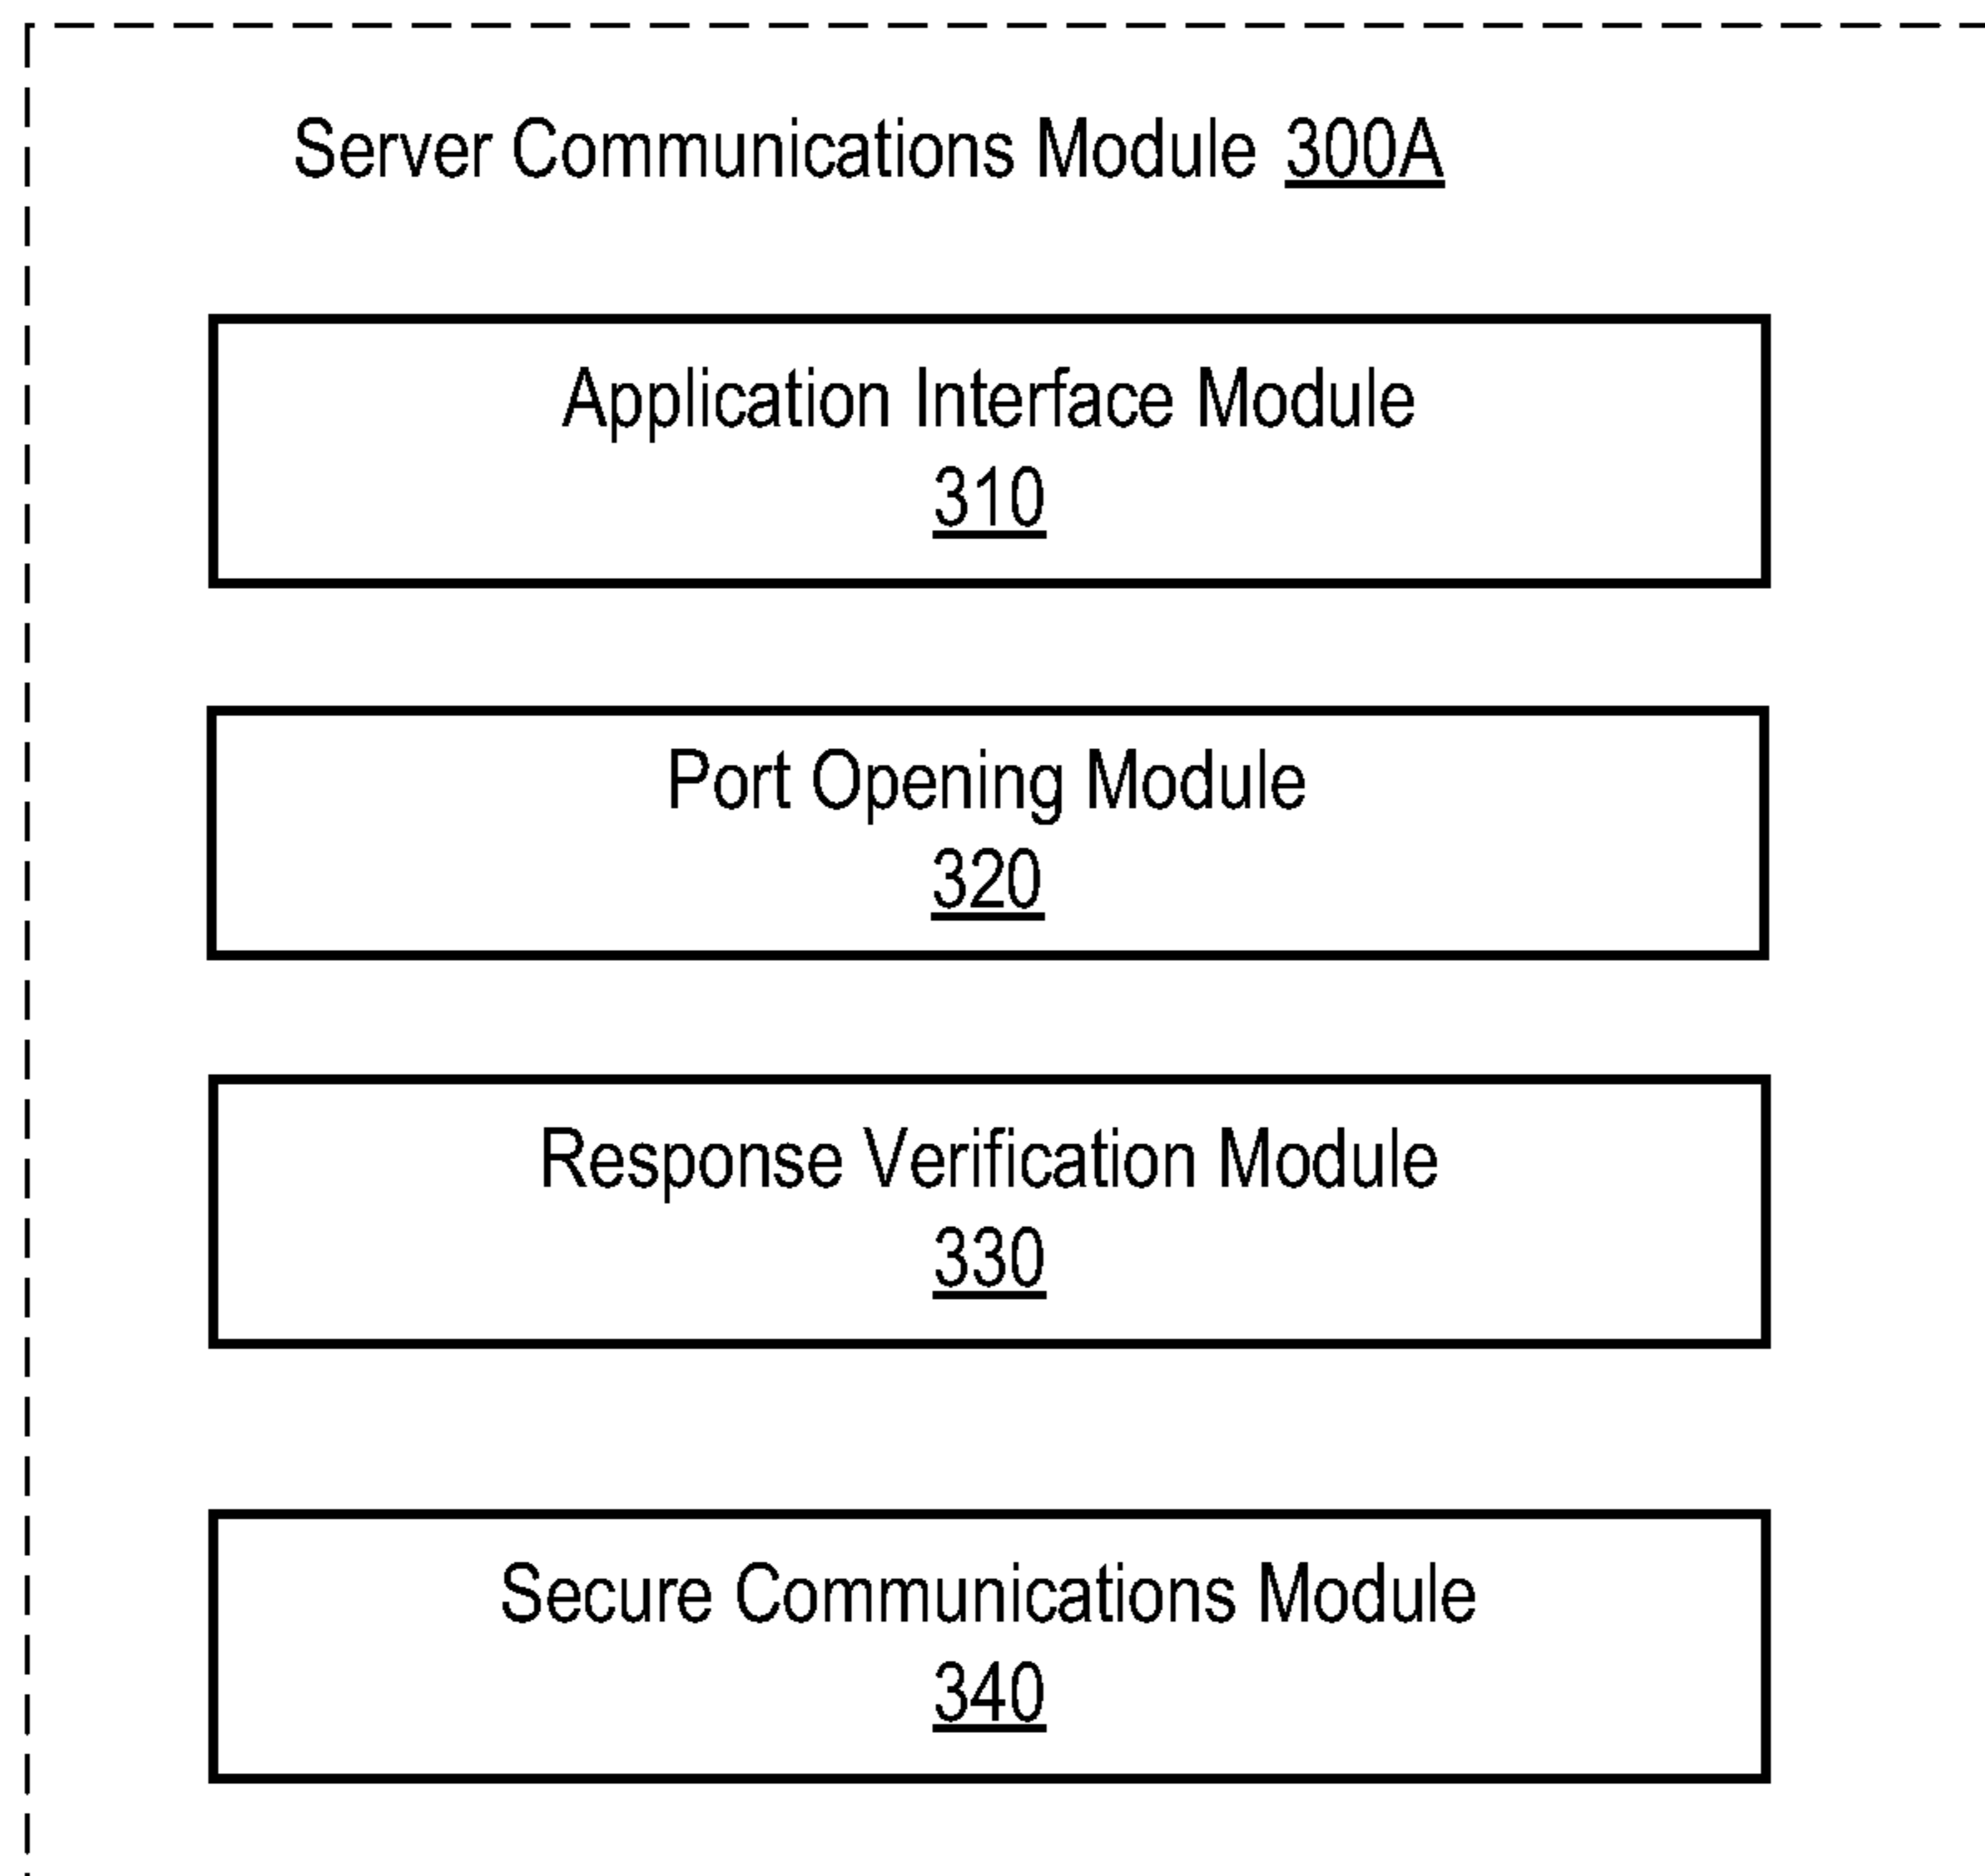 Server Communications Module 300A
Application Interface Module
310
Port Opening Module
320
Response Verification Module
330
Secure Communications Module
340